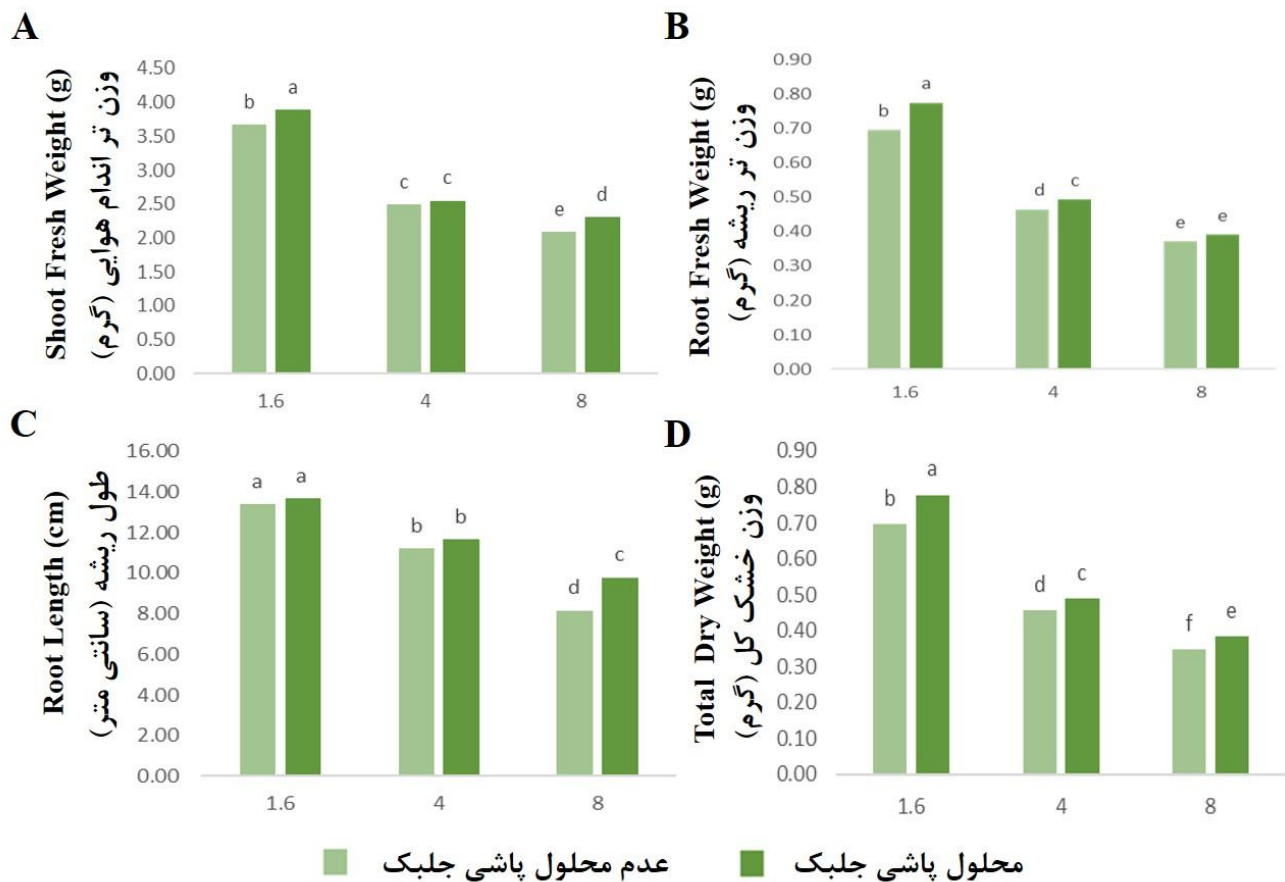 A
Shoot Fresh Weight (g)
وزن تر اندام هوایی (گرم)
4.50
4.00
3.50
3.00
2.50
2.00
1.50
1.00
0.50
0.00
b a
c c
e d
1.6 4 8
B
Root Fresh Weight (g)
وزن تر ریشه (گرم)
0.90
0.80
0.70
0.60
0.50
0.40
0.30
0.20
0.10
0.00
b a
d c
e e
1.6 4 8
C
Root Length (cm)
طول ریشه (سانتی متر)
16.00
14.00
12.00
10.00
8.00
6.00
4.00
2.00
0.00
a a
b b
d c
1.6 4 8
D
Total Dry Weight (g)
وزن خشک کل (گرم)
0.90
0.80
0.70
0.60
0.50
0.40
0.30
0.20
0.10
0.00
b a
d c
f e
1.6 4 8
عدم محلول پاشی جلبک
محلول پاشی جلبک